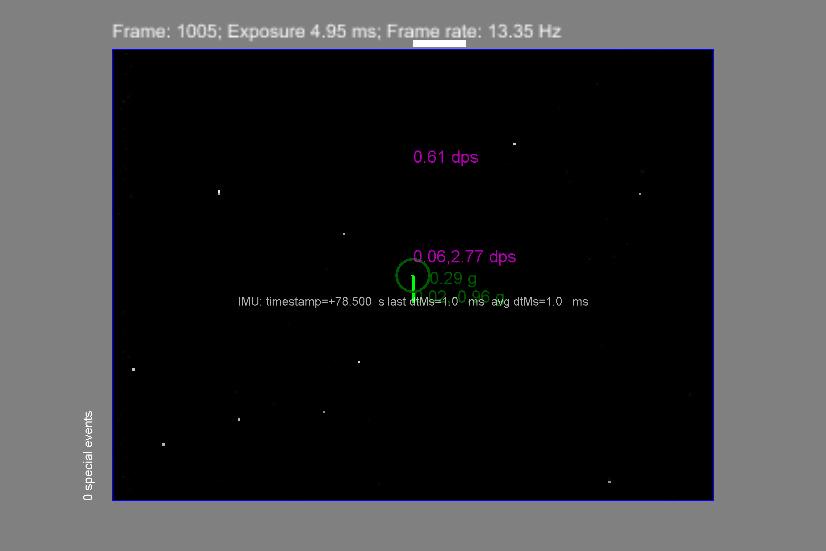 Frame: 1005; Exposure 4.95 ms; Frame rate: 13.35 Hz
0.61 dps
0.06,2.77 dps
0.29 g
0.02,-0.96 g
IMU: timestamp=+78.500 s last dtMs=1.0 ms avg dtMs=1.0 ms
0 special events